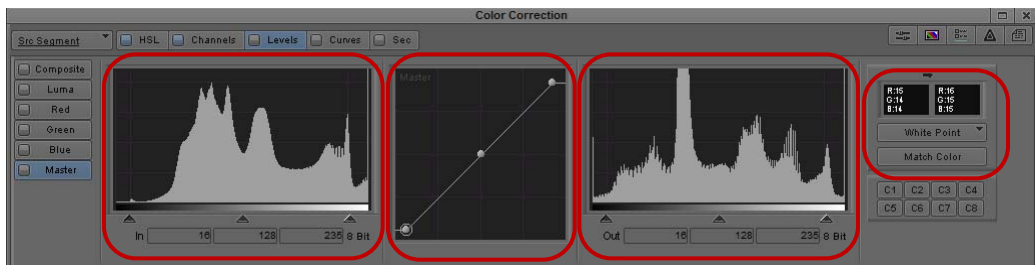 Color Correction
Src Segment HSL Channels Levels Curves Sec
Composite
Luma
Red
Green
Blue
Master
In 16 128 235 8 Bit
Master
Out 16 128 235 8 Bit
R:15 R:16
G:14 G:15
B:14 B:15
White Point
Match Color
C1 C2 C3 C4
C5 C6 C7 C8